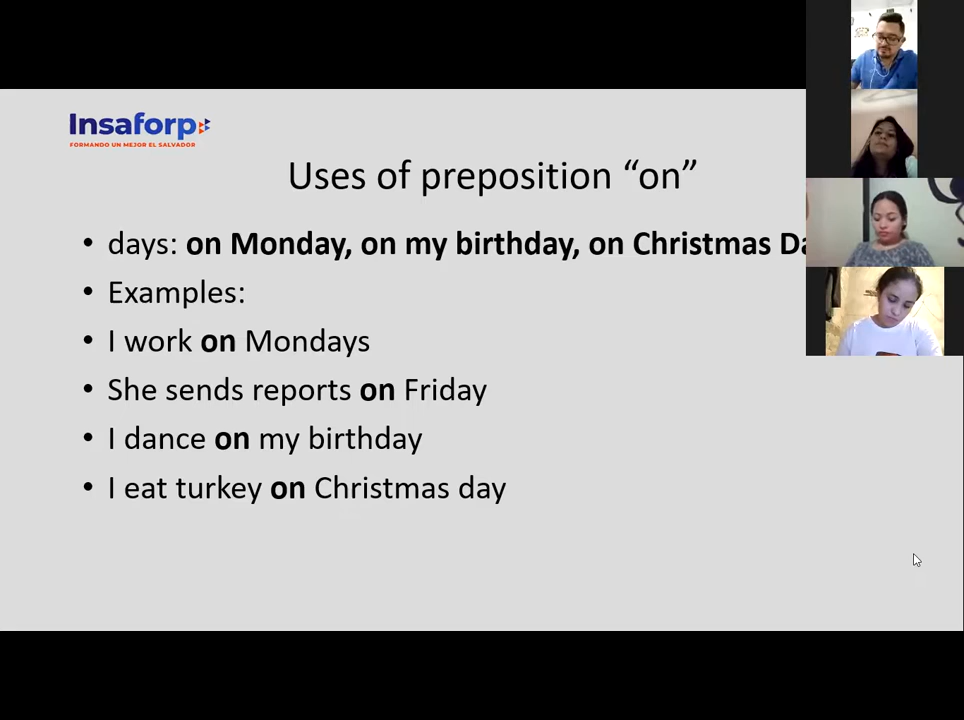 Insaforp
FORMANDO UN MEJOR EL SALVADOR
Uses of preposition “on”
• days: on Monday, on my birthday, on Christmas
• Examples:
• I work on Mondays
• She sends reports on Friday
• I dance on my birthday
• I eat turkey on Christmas day